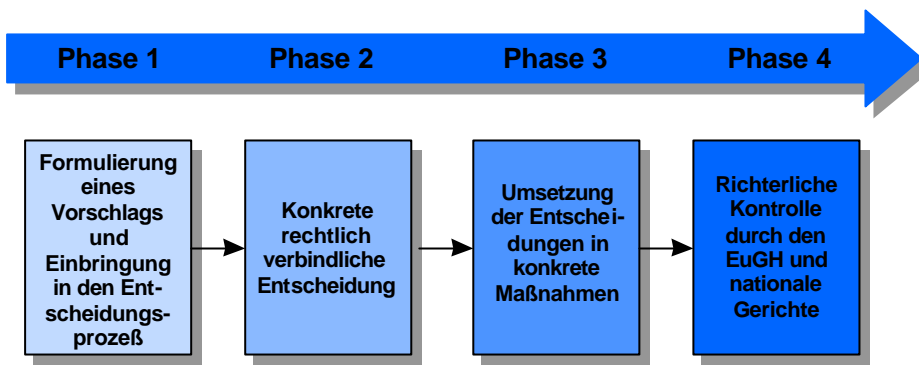 Phase 1 Phase 2 Phase 3 Phase 4
Formulierung
eines
Vorschlags
und
Einbringung
in den Ent-
scheidungs-
prozeß
Konkrete
rechtlich
verbindliche
Entscheidung
Umsetzung
der Entschei-
dungen in
konkrete
Maßnahmen
Richterliche
Kontrolle
durch den
EuGH und
nationale
Gerichte